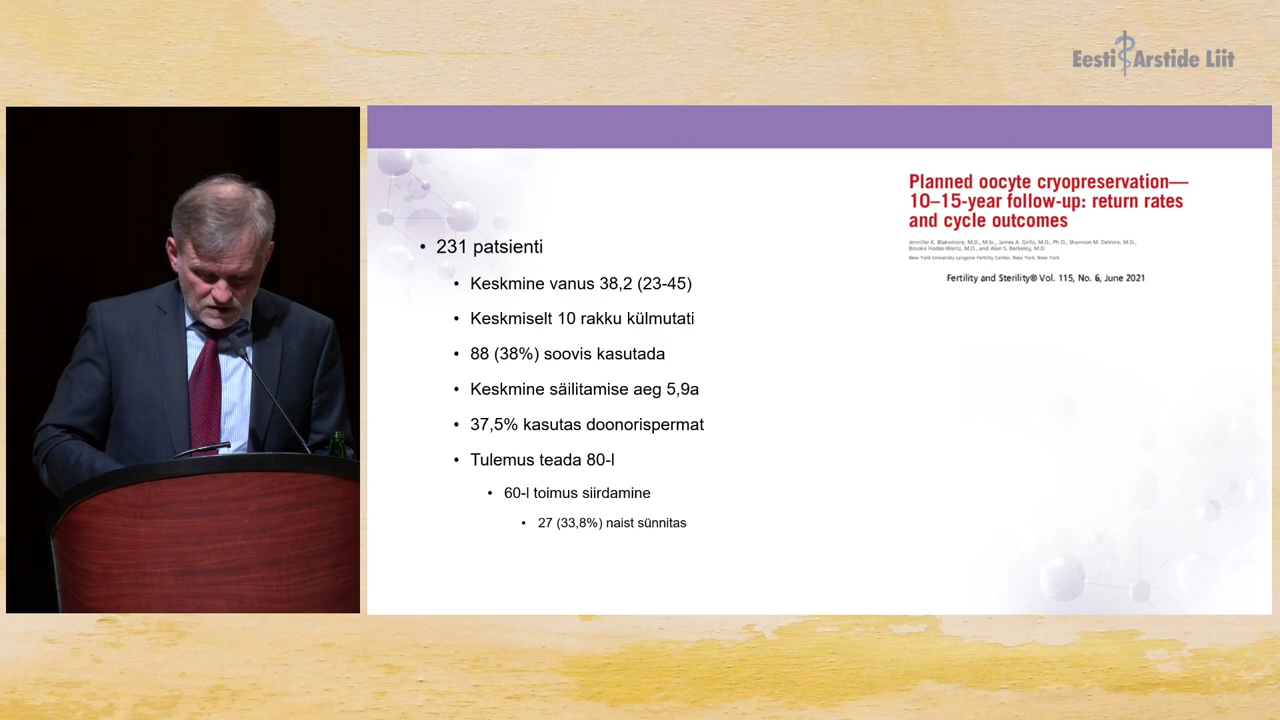 Eesti Arstide Liit
Planned oocyte cryopreservation—
10–15-year follow-up: return rates
and cycle outcomes
Jennifer K. Blakemore, M.D., M.Sc., James A. Grifo, M.D., Ph.D., Shannon M. DeVore, M.D.,
Brooke Hodes-Wertz, M.D., and Alan S. Berkeley, M.D.
New York University Langone Fertility Center, New York, New York
Fertility and Sterility® Vol. 115, No. 6, June 2021
• 231 patsienti
• Keskmine vanus 38,2 (23-45)
• Keskmiselt 10 rakku külmutati
• 88 (38%) soovis kasutada
• Keskmine säilitamise aeg 5,9a
• 37,5% kasutas doonorispermat
• Tulemus teada 80-l
• 60-l toimus siirdamine
• 27 (33,8%) naist sünnitas